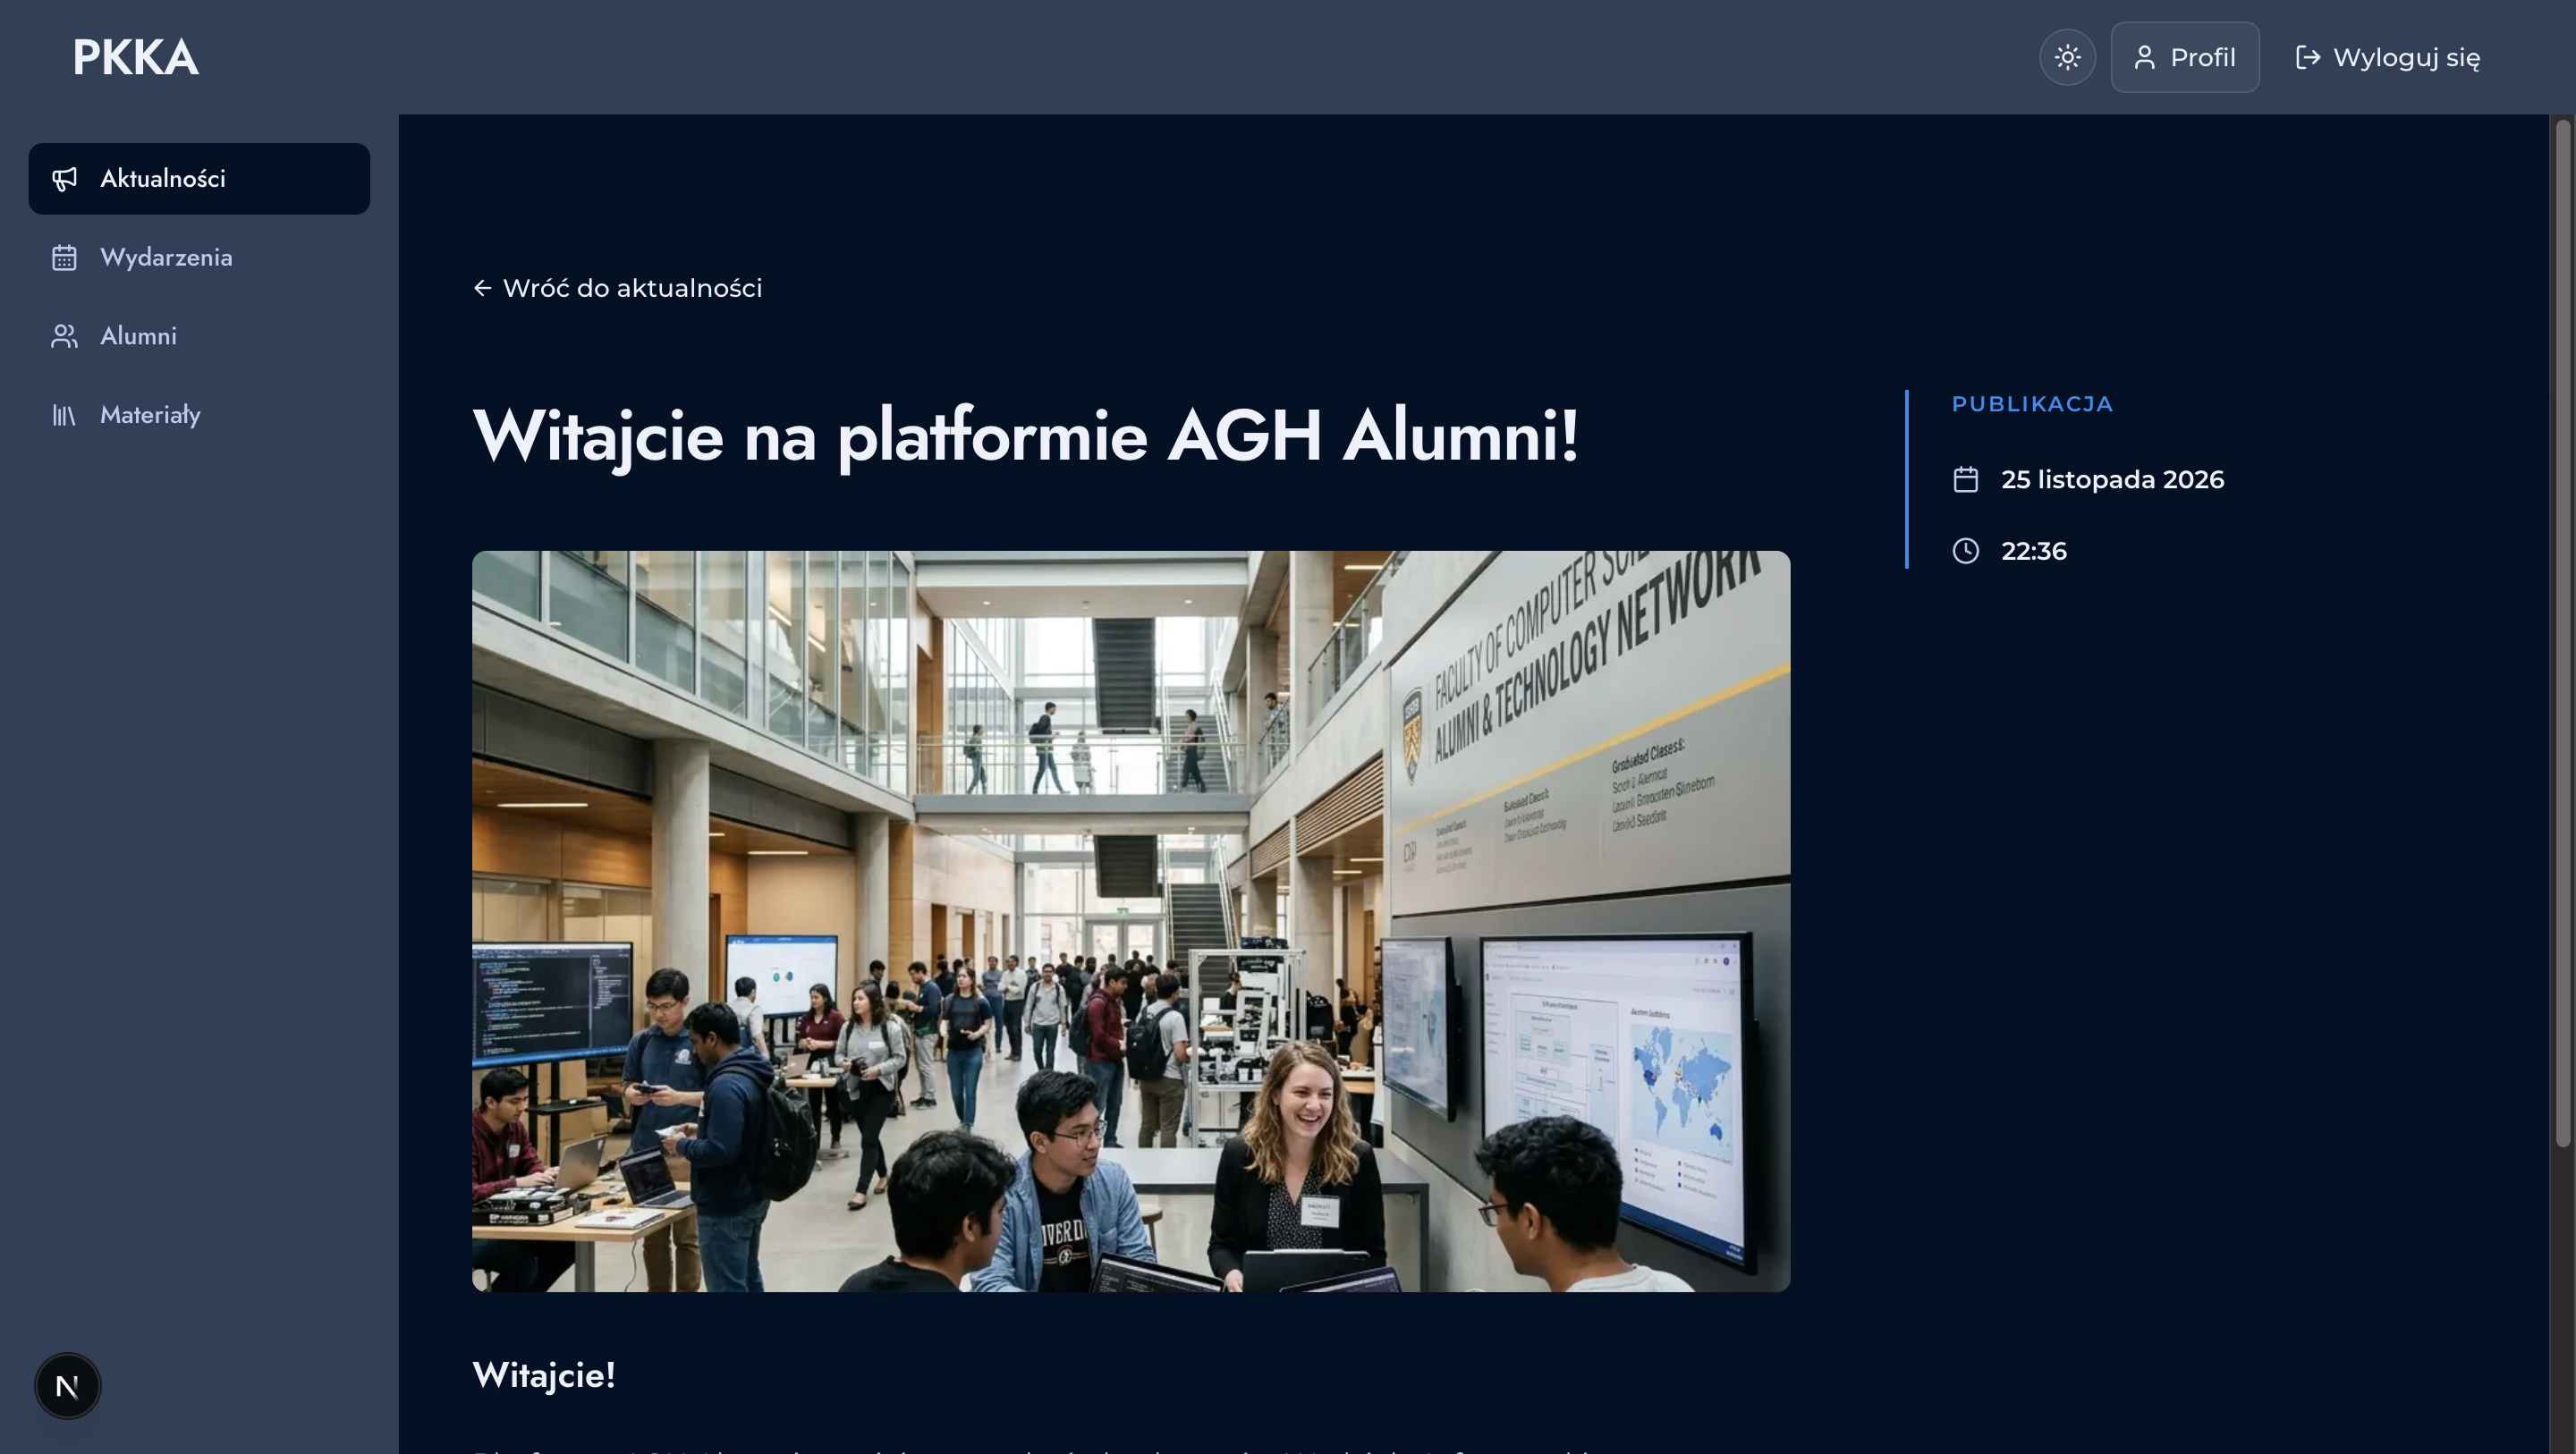 PKKA
Profil
Wyloguj się
Aktualności
Wydarzenia
Alumni
Materiały
Wróć do aktualności
Witajcie na platformie AGH Alumni!
PUBLIKACJA
25 listopada 2026
22:36
FACULTY OF COMPUTER
ALUMNI & TECHNOLOGY NETWORK
Witajcie!
N